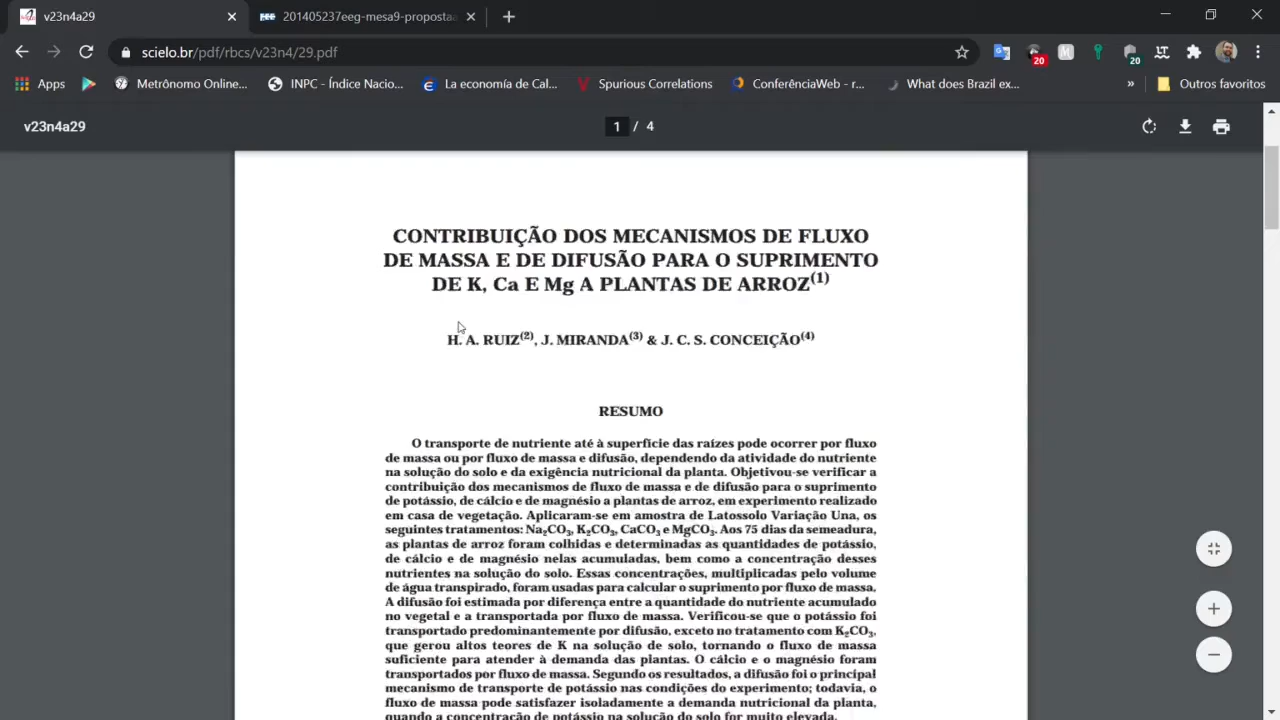 v23n4a29
201405237eeg-mesa9-proposta
scielo.br/pdf/rbcs/v23n4/29.pdf
20
20
Apps
Metrônomo Online...
INPC - Índice Nacio...
La economía de Cal...
Spurious Correlations
ConferênciaWeb - r...
What does Brazil ex...
»
Outros favoritos
v23n4a29
1 / 4
CONTRIBUIÇÃO DOS MECANISMOS DE FLUXO
DE MASSA E DE DIFUSÃO PARA O SUPRIMENTO
DE K, Ca E Mg A PLANTAS DE ARROZ(1)
H. A. RUIZ(2), J. MIRANDA(3) & J. C. S. CONCEIÇÃO(4)
RESUMO
O transporte de nutriente até à superfície das raízes pode ocorrer por fluxo
de massa ou por fluxo de massa e difusão, dependendo da atividade do nutriente
na solução do solo e da exigência nutricional da planta. Objetivou-se verificar a
contribuição dos mecanismos de fluxo de massa e de difusão para o suprimento
de potássio, de cálcio e de magnésio a plantas de arroz, em experimento realizado
em casa de vegetação. Aplicaram-se em amostra de Latossolo Variação Una, os
seguintes tratamentos: Na2CO3, K2CO3, CaCO3 e MgCO3. Aos 75 dias da semeadura,
as plantas de arroz foram colhidas e determinadas as quantidades de potássio,
de cálcio e de magnésio nelas acumuladas, bem como a concentração desses
nutrientes na solução do solo. Essas concentrações, multiplicadas pelo volume
de água transpirado, foram usadas para calcular o suprimento por fluxo de massa.
A difusão foi estimada por diferença entre a quantidade do nutriente acumulado
no vegetal e a transportada por fluxo de massa. Verificou-se que o potássio foi
transportado predominantemente por difusão, exceto no tratamento com K2CO3,
que gerou altos teores de K na solução de solo, tornando o fluxo de massa
suficiente para atender à demanda das plantas. O cálcio e o magnésio foram
transportados por fluxo de massa. Segundo os resultados, a difusão foi o principal
mecanismo de transporte de potássio nas condições do experimento; todavia, o
fluxo de massa pode satisfazer isoladamente a demanda nutricional da planta,
quando a concentração de potássio na solução do solo for muito elevada.